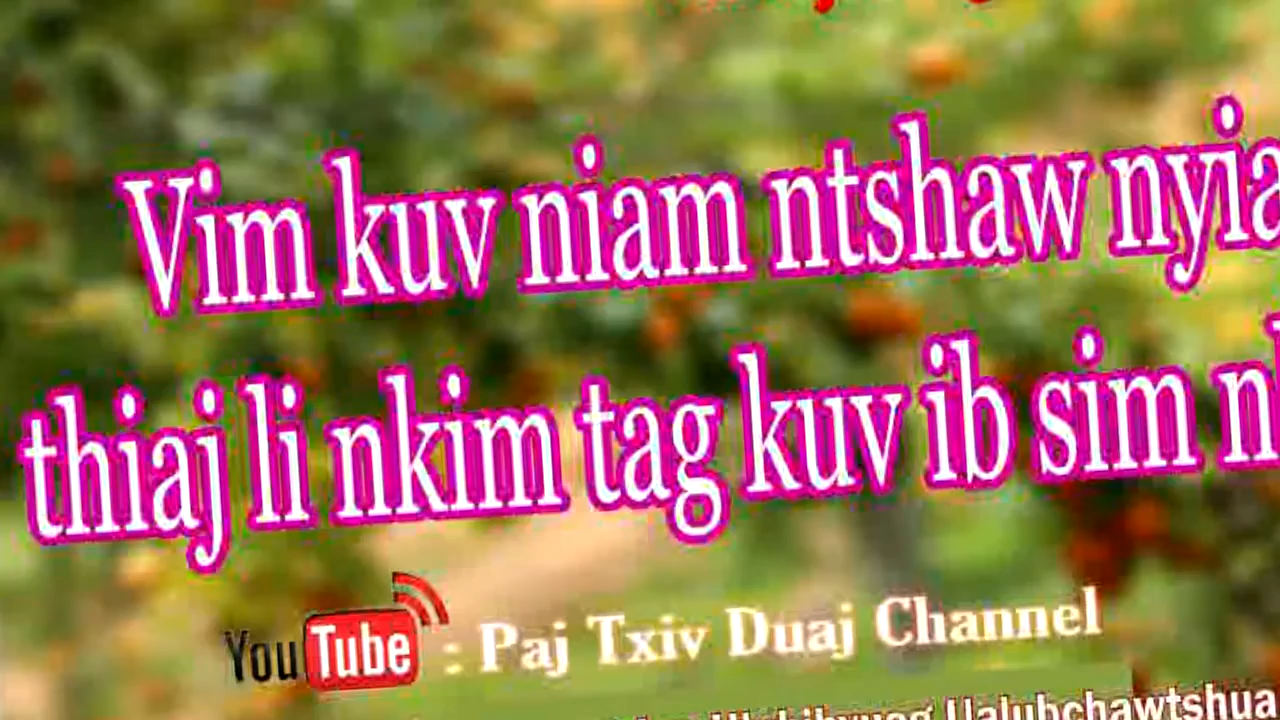 Vim kuv niam ntshaw
thiaj li nkim tag kuv ib sim
YouTube : Paj Txiv Duaj Channel